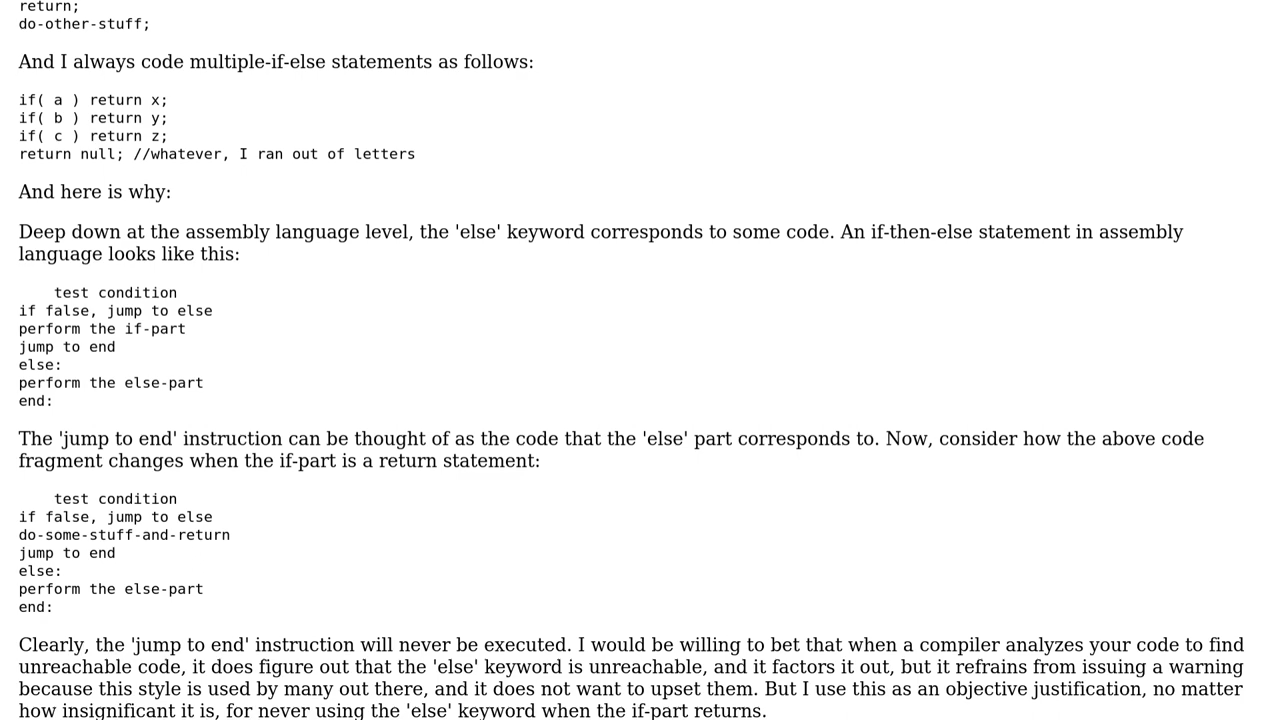 return;
do-other-stuff;
And I always code multiple-if-else statements as follows:
if( a ) return x;
if( b ) return y;
if( c ) return z;
return null; //whatever, I ran out of letters
And here is why:
Deep down at the assembly language level, the 'else' keyword corresponds to some code. An if-then-else statement in assembly
language looks like this:
    test condition
if false, jump to else
perform the if-part
jump to end
else:
perform the else-part
end:
The 'jump to end' instruction can be thought of as the code that the 'else' part corresponds to. Now, consider how the above code
fragment changes when the if-part is a return statement:
    test condition
if false, jump to else
do-some-stuff-and-return
jump to end
else:
perform the else-part
end:
Clearly, the 'jump to end' instruction will never be executed. I would be willing to bet that when a compiler analyzes your code to find
unreachable code, it does figure out that the 'else' keyword is unreachable, and it factors it out, but it refrains from issuing a warning
because this style is used by many out there, and it does not want to upset them. But I use this as an objective justification, no matter
how insignificant it is, for never using the 'else' keyword when the if-part returns.